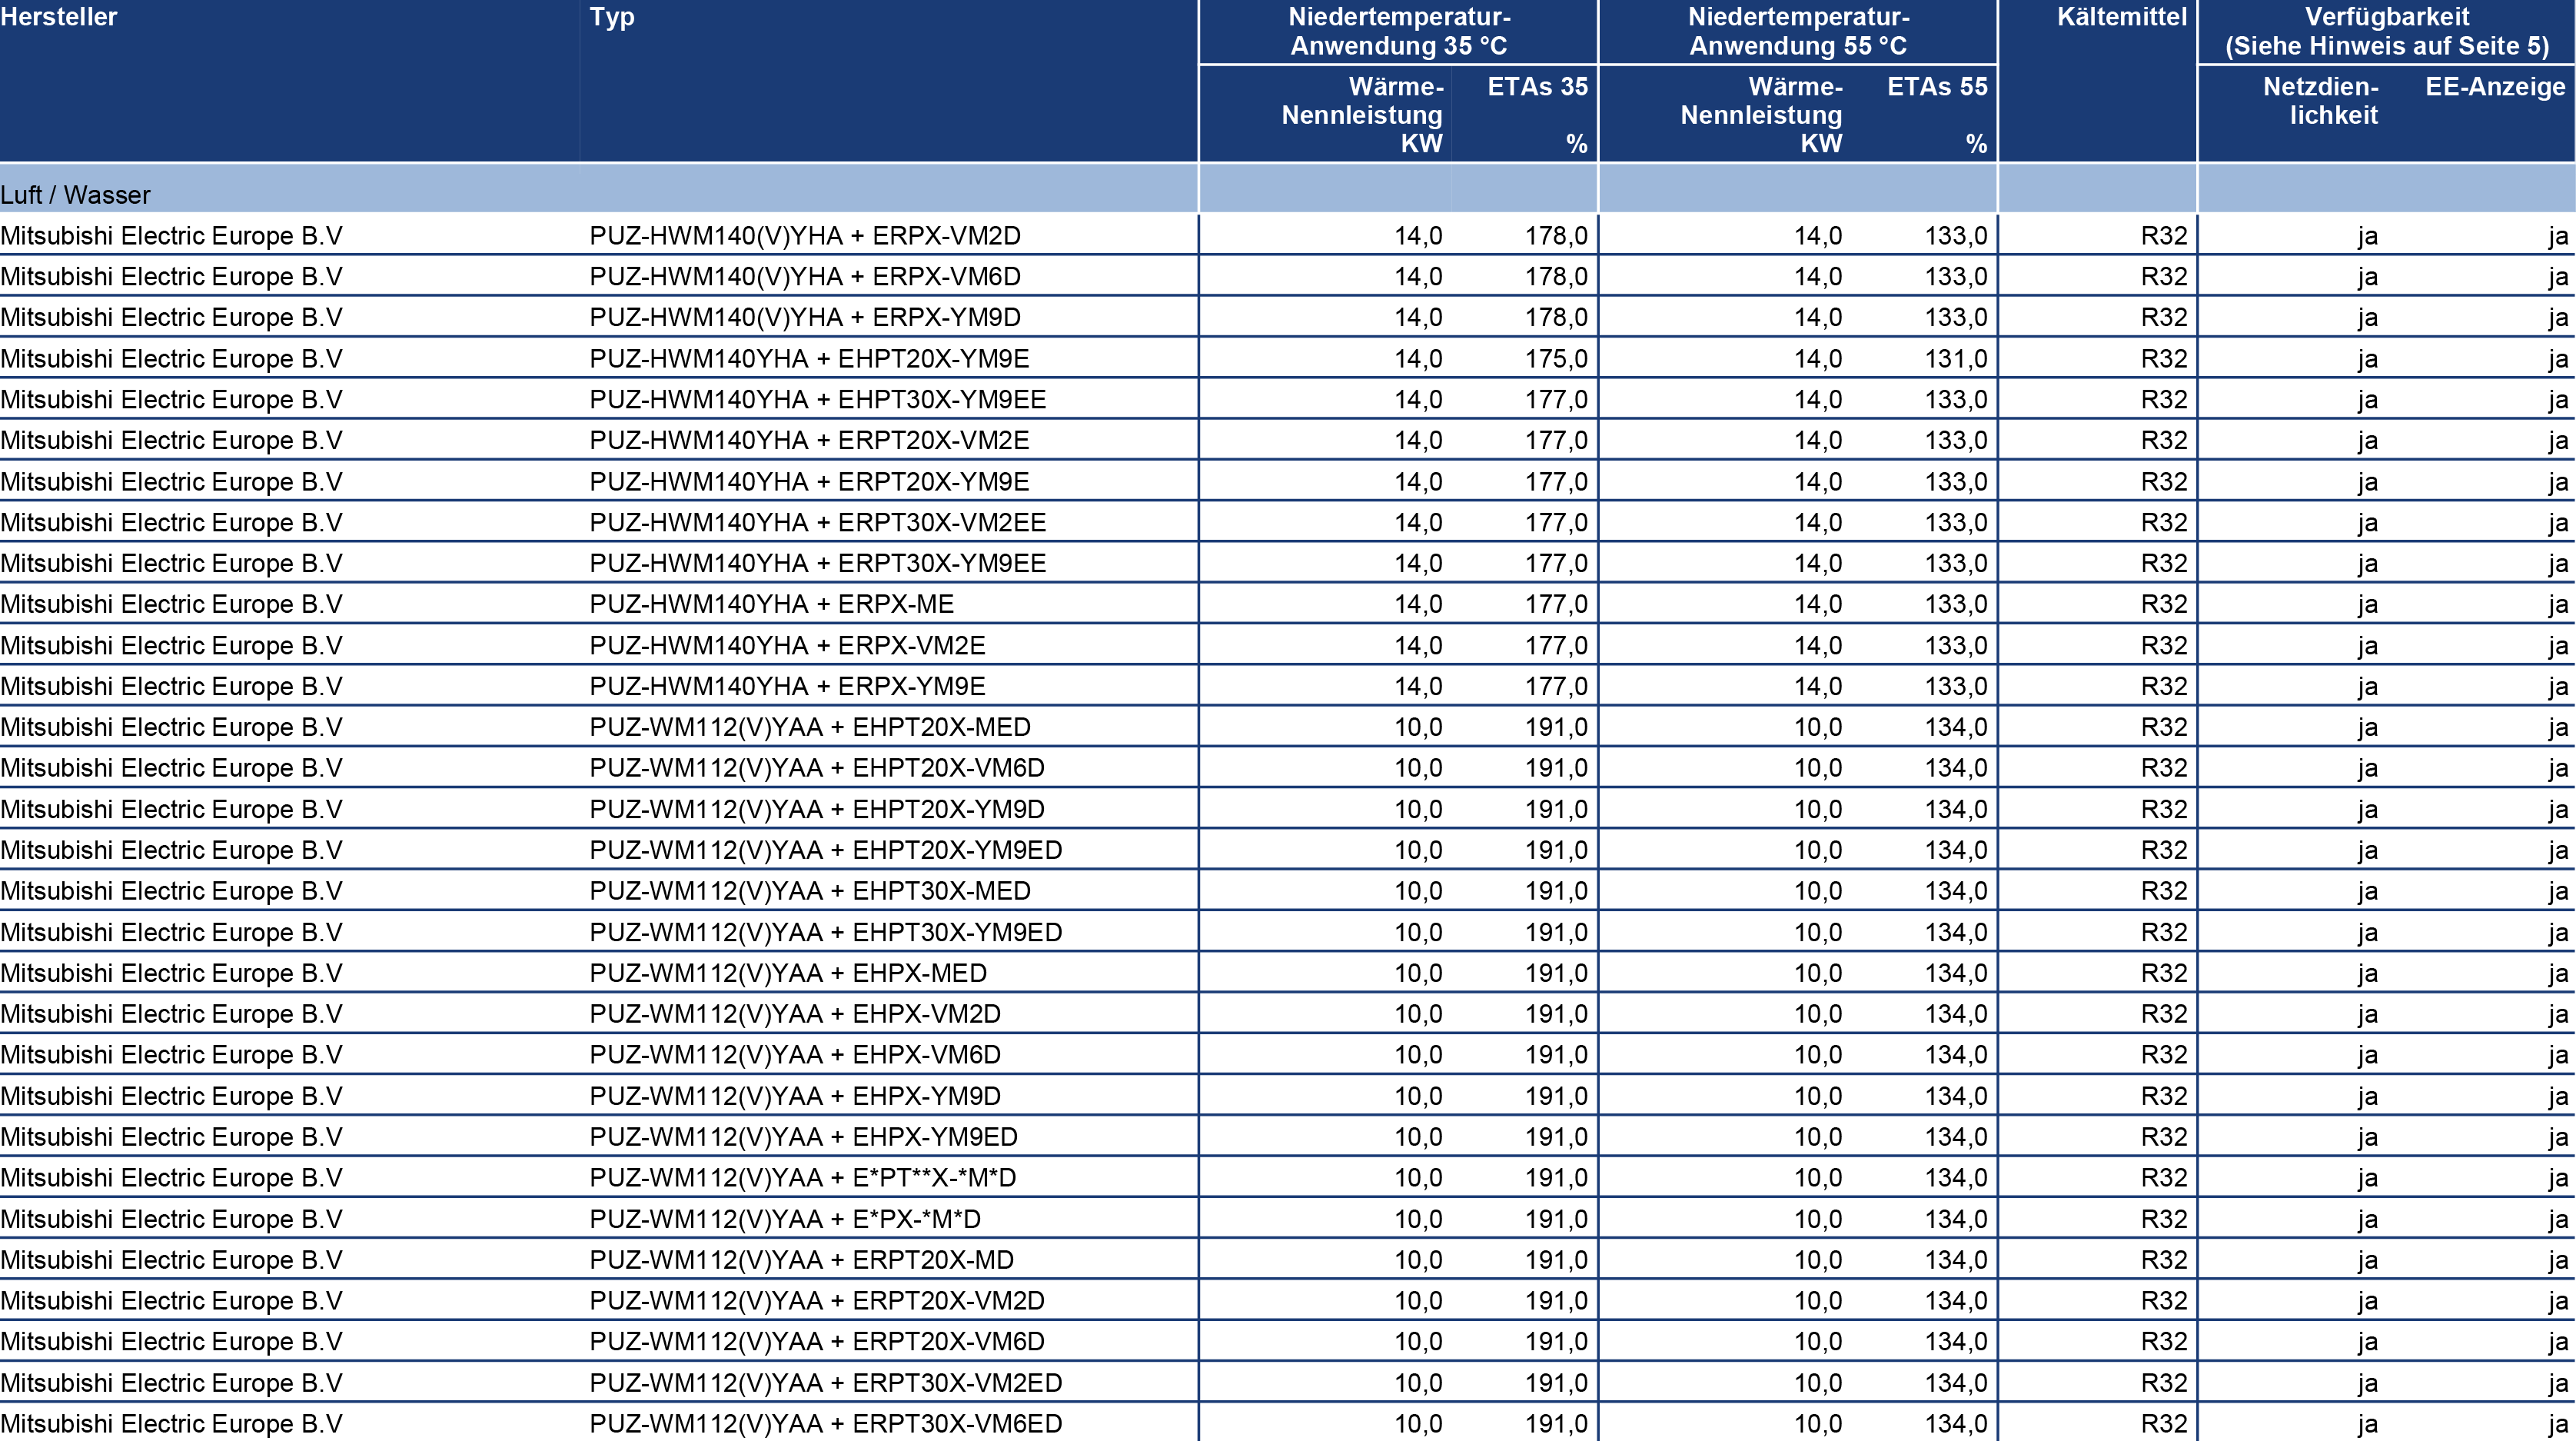 Hersteller Typ Niedertemperatur- Niedertemperatur- Kältemittel Verfügbarkeit
Anwendung 35 °C Anwendung 55 °C (Siehe Hinweis auf Seite 5)
Wärme- ETAs 35 Wärme- ETAs 55 Netzdien- EE-Anzeige
Nennleistung Nennleistung lichkeit
KW % KW %
Luft / Wasser
Mitsubishi Electric Europe B.V PUZ-HWM140(V)YHA + ERPX-VM2D 14,0 178,0 14,0 133,0 R32 ja ja
Mitsubishi Electric Europe B.V PUZ-HWM140(V)YHA + ERPX-VM6D 14,0 178,0 14,0 133,0 R32 ja ja
Mitsubishi Electric Europe B.V PUZ-HWM140(V)YHA + ERPX-YM9D 14,0 178,0 14,0 133,0 R32 ja ja
Mitsubishi Electric Europe B.V PUZ-HWM140YHA + EHPT20X-YM9E 14,0 175,0 14,0 131,0 R32 ja ja
Mitsubishi Electric Europe B.V PUZ-HWM140YHA + EHPT30X-YM9EE 14,0 177,0 14,0 133,0 R32 ja ja
Mitsubishi Electric Europe B.V PUZ-HWM140YHA + ERPT20X-VM2E 14,0 177,0 14,0 133,0 R32 ja ja
Mitsubishi Electric Europe B.V PUZ-HWM140YHA + ERPT20X-YM9E 14,0 177,0 14,0 133,0 R32 ja ja
Mitsubishi Electric Europe B.V PUZ-HWM140YHA + ERPT30X-VM2EE 14,0 177,0 14,0 133,0 R32 ja ja
Mitsubishi Electric Europe B.V PUZ-HWM140YHA + ERPT30X-YM9EE 14,0 177,0 14,0 133,0 R32 ja ja
Mitsubishi Electric Europe B.V PUZ-HWM140YHA + ERPX-ME 14,0 177,0 14,0 133,0 R32 ja ja
Mitsubishi Electric Europe B.V PUZ-HWM140YHA + ERPX-VM2E 14,0 177,0 14,0 133,0 R32 ja ja
Mitsubishi Electric Europe B.V PUZ-HWM140YHA + ERPX-YM9E 14,0 177,0 14,0 133,0 R32 ja ja
Mitsubishi Electric Europe B.V PUZ-WM112(V)YAA + EHPT20X-MED 10,0 191,0 10,0 134,0 R32 ja ja
Mitsubishi Electric Europe B.V PUZ-WM112(V)YAA + EHPT20X-VM6D 10,0 191,0 10,0 134,0 R32 ja ja
Mitsubishi Electric Europe B.V PUZ-WM112(V)YAA + EHPT20X-YM9D 10,0 191,0 10,0 134,0 R32 ja ja
Mitsubishi Electric Europe B.V PUZ-WM112(V)YAA + EHPT20X-YM9ED 10,0 191,0 10,0 134,0 R32 ja ja
Mitsubishi Electric Europe B.V PUZ-WM112(V)YAA + EHPT30X-MED 10,0 191,0 10,0 134,0 R32 ja ja
Mitsubishi Electric Europe B.V PUZ-WM112(V)YAA + EHPT30X-YM9ED 10,0 191,0 10,0 134,0 R32 ja ja
Mitsubishi Electric Europe B.V PUZ-WM112(V)YAA + EHPX-MED 10,0 191,0 10,0 134,0 R32 ja ja
Mitsubishi Electric Europe B.V PUZ-WM112(V)YAA + EHPX-VM2D 10,0 191,0 10,0 134,0 R32 ja ja
Mitsubishi Electric Europe B.V PUZ-WM112(V)YAA + EHPX-VM6D 10,0 191,0 10,0 134,0 R32 ja ja
Mitsubishi Electric Europe B.V PUZ-WM112(V)YAA + EHPX-YM9D 10,0 191,0 10,0 134,0 R32 ja ja
Mitsubishi Electric Europe B.V PUZ-WM112(V)YAA + EHPX-YM9ED 10,0 191,0 10,0 134,0 R32 ja ja
Mitsubishi Electric Europe B.V PUZ-WM112(V)YAA + E*PT**X-*M*D 10,0 191,0 10,0 134,0 R32 ja ja
Mitsubishi Electric Europe B.V PUZ-WM112(V)YAA + E*PX-*M*D 10,0 191,0 10,0 134,0 R32 ja ja
Mitsubishi Electric Europe B.V PUZ-WM112(V)YAA + ERPT20X-MD 10,0 191,0 10,0 134,0 R32 ja ja
Mitsubishi Electric Europe B.V PUZ-WM112(V)YAA + ERPT20X-VM2D 10,0 191,0 10,0 134,0 R32 ja ja
Mitsubishi Electric Europe B.V PUZ-WM112(V)YAA + ERPT20X-VM6D 10,0 191,0 10,0 134,0 R32 ja ja
Mitsubishi Electric Europe B.V PUZ-WM112(V)YAA + ERPT30X-VM2ED 10,0 191,0 10,0 134,0 R32 ja ja
Mitsubishi Electric Europe B.V PUZ-WM112(V)YAA + ERPT30X-VM6ED 10,0 191,0 10,0 134,0 R32 ja ja